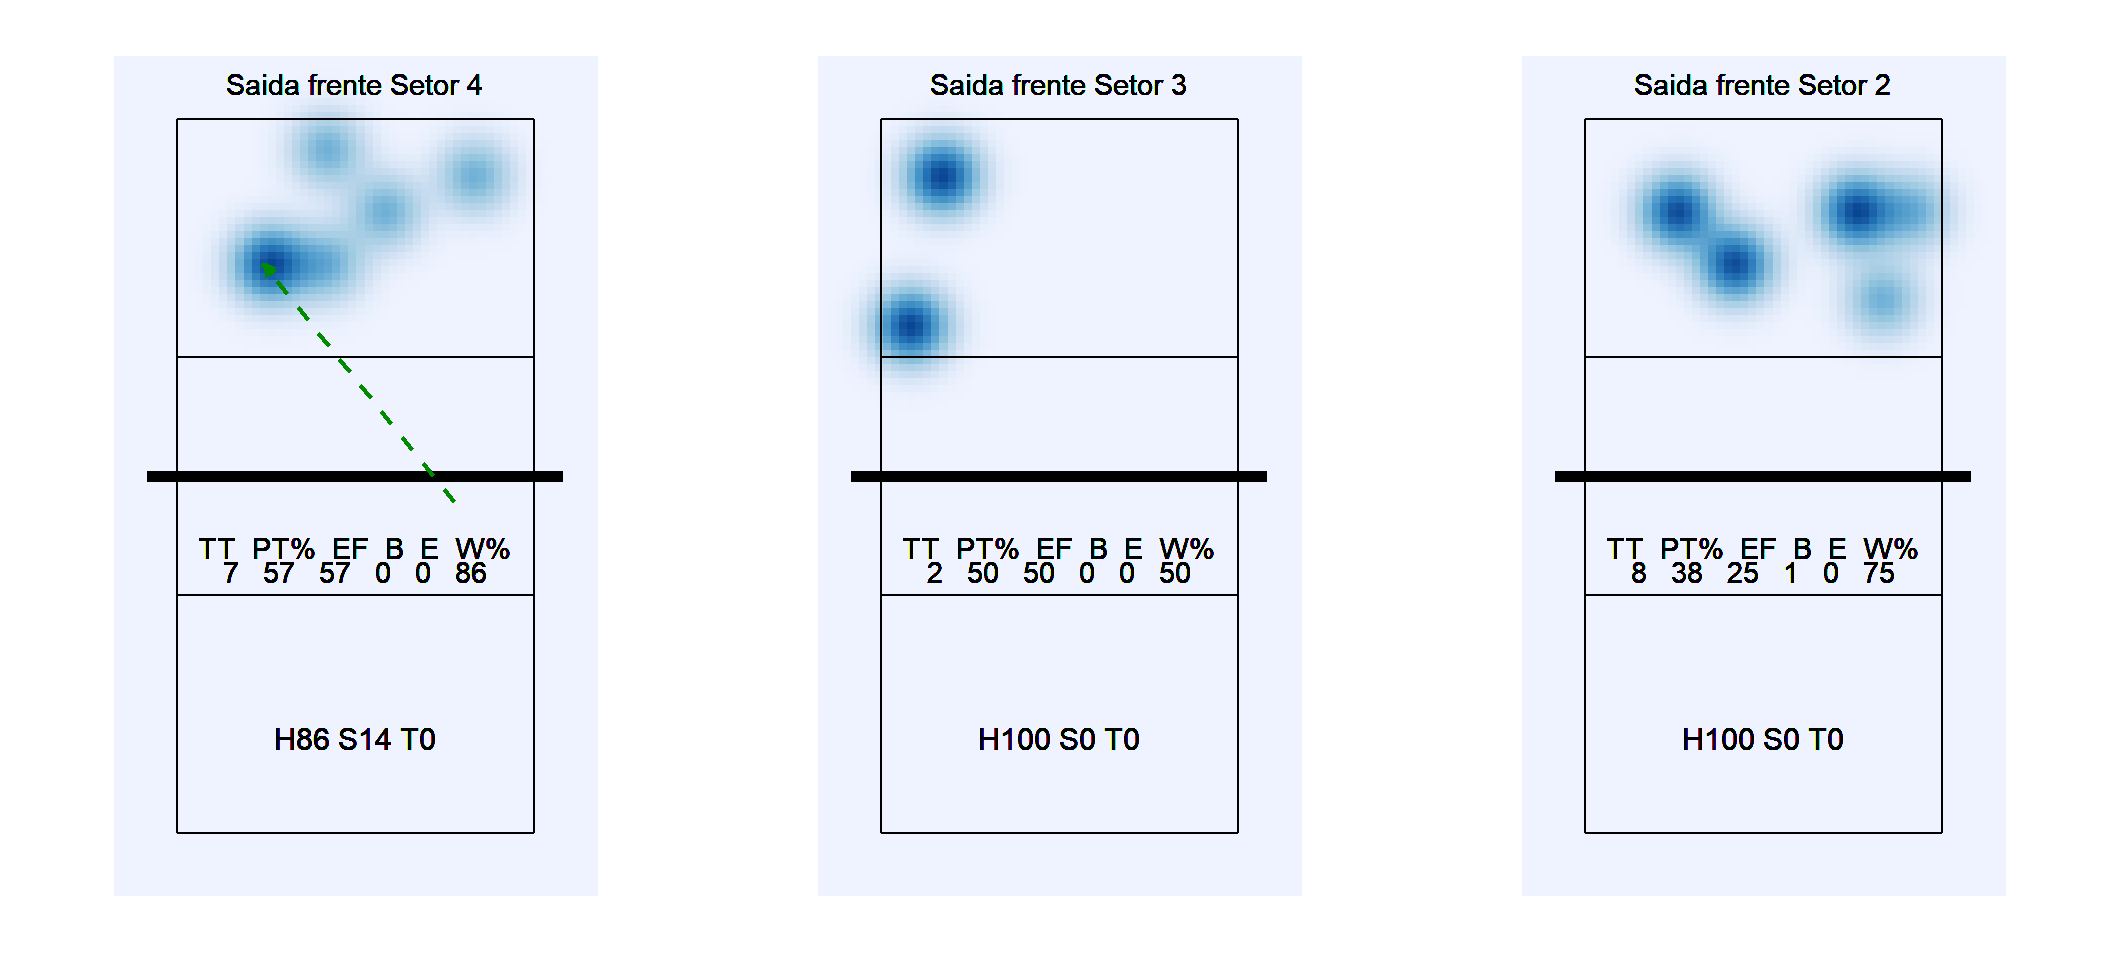 Saida frente Setor 4
TT PT% EF B E W%
7 57 57 0 0 86
H86 S14 T0
Saida frente Setor 3
TT PT% EF B E W%
2 50 50 0 0 50
H100 S0 T0
Saida frente Setor 2
TT PT% EF B E W%
8 38 25 1 0 75
H100 S0 T0